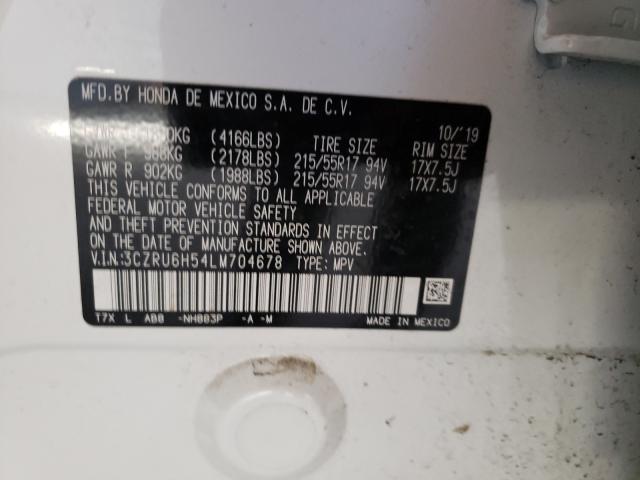 MFD.BY HONDA DE MEXICO S.A. DE C.V.
10/'19
(4166LBS) TIRE SIZE RIM SIZE
GAWR F 988KG (2178LBS) 215/55R17 94V 17X7.5J
GAWR R 902KG (1988LBS) 215/55R17 94V 17X7.5J
THIS VEHICLE CONFORMS TO ALL APPLICABLE
FEDERAL MOTOR VEHICLE SAFETY
AND THEFT PREVENTION STANDARDS IN EFFECT
ON DATE OF MANUFACTURE SHOWN ABOVE.
V.I.N:3CZRU6H54LM704678 TYPE: MPV
T7X L AB0 -NH883P -A -M MADE IN MEXICO